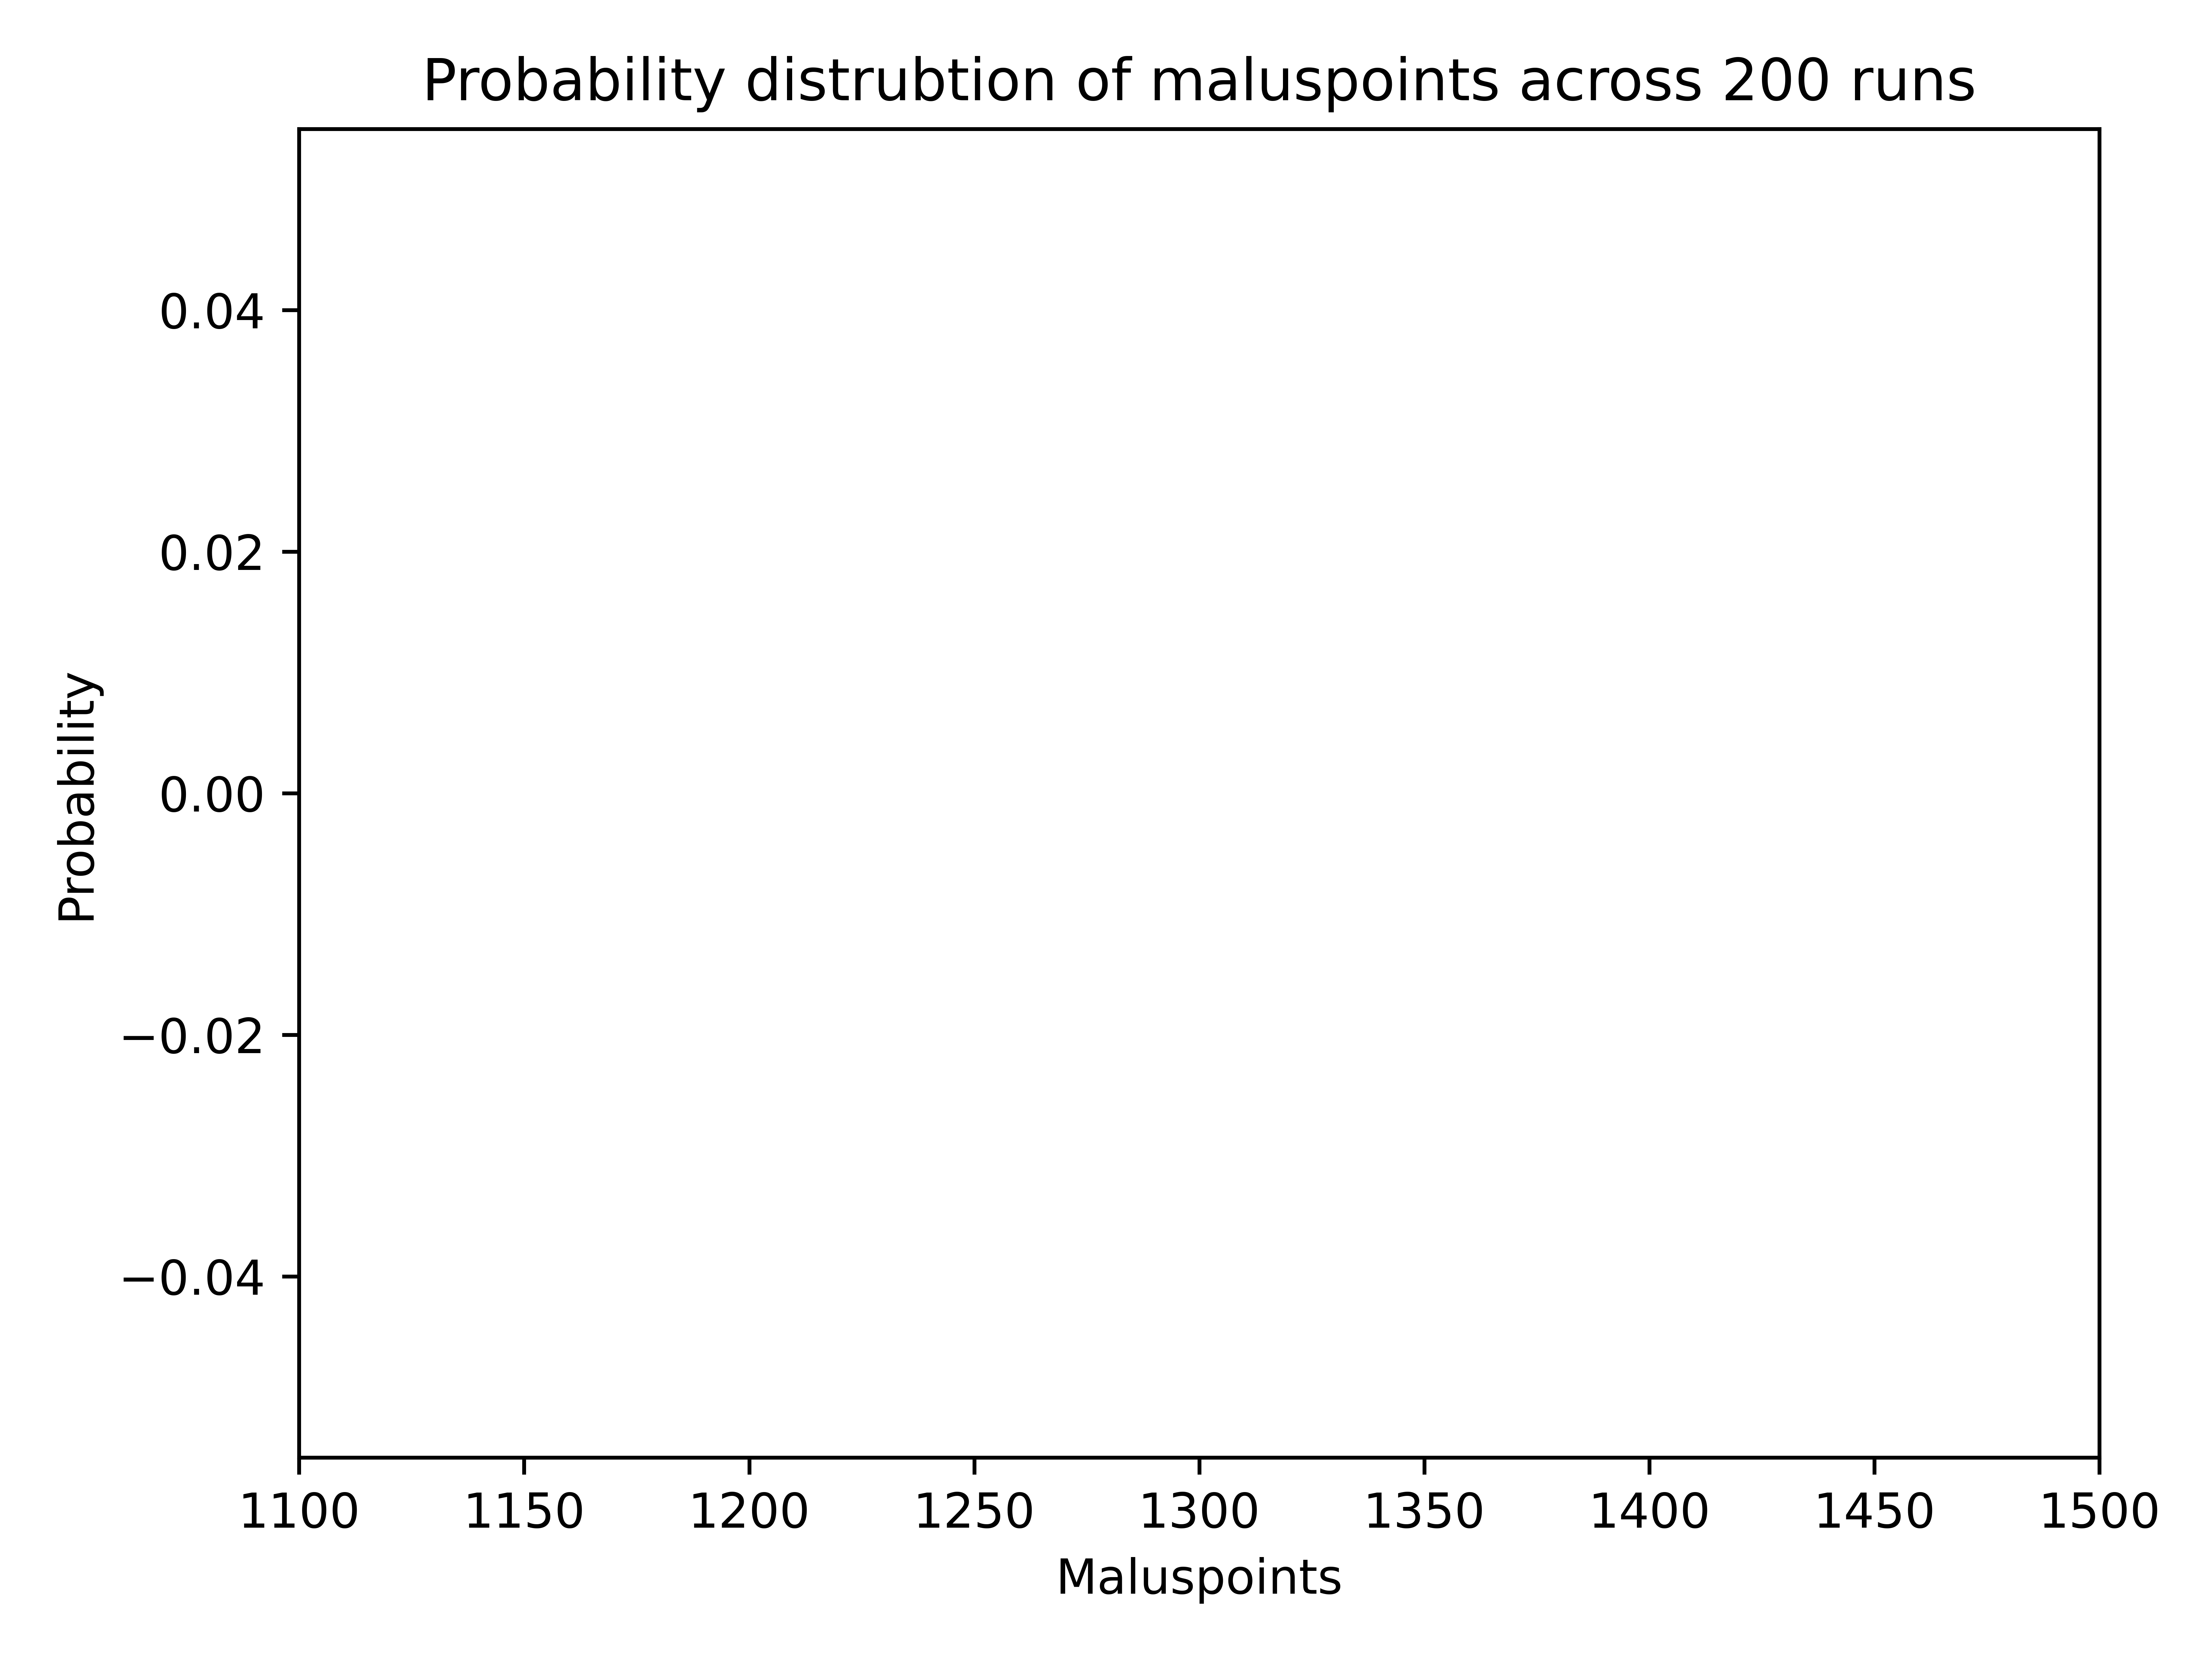 Probability distrubtion of maluspoints across 200 runs
Probability
0.04
0.02
0.00
−0.02
−0.04
1100 1150 1200 1250 1300 1350 1400 1450 1500
Maluspoints